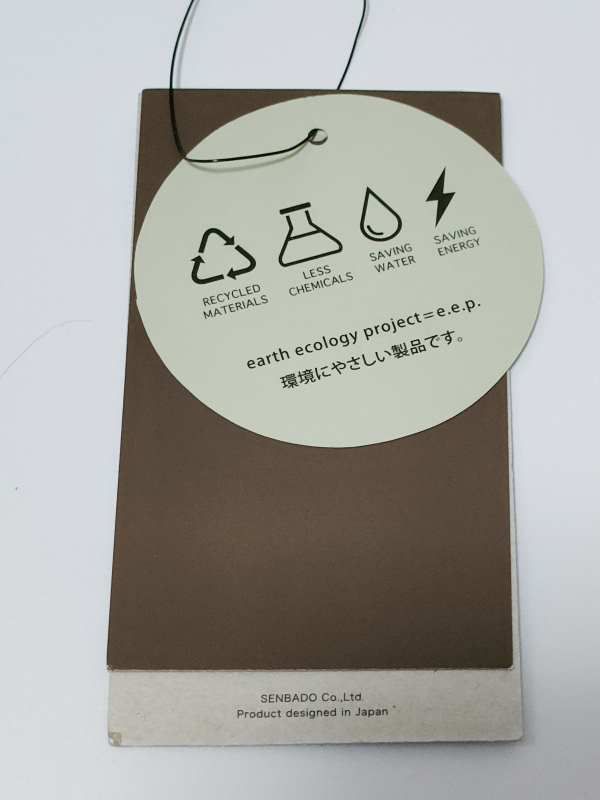 RECYCLED
MATERIALS
LESS
CHEMICALS
SAVING
WATER
SAVING
ENERGY
earth ecology project=e.e.p.
環境にやさしい製品です。
SENBADO Co.,Ltd.
Product designed in Japan